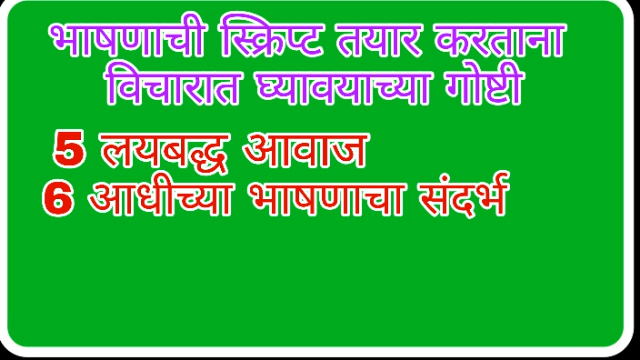 भाषणाची स्क्रिप्ट तयार करताना
विचारात घ्यावयाच्या गोष्टी
5 लयबद्ध आवाज
6 आधीच्या भाषणाचा संदर्भ